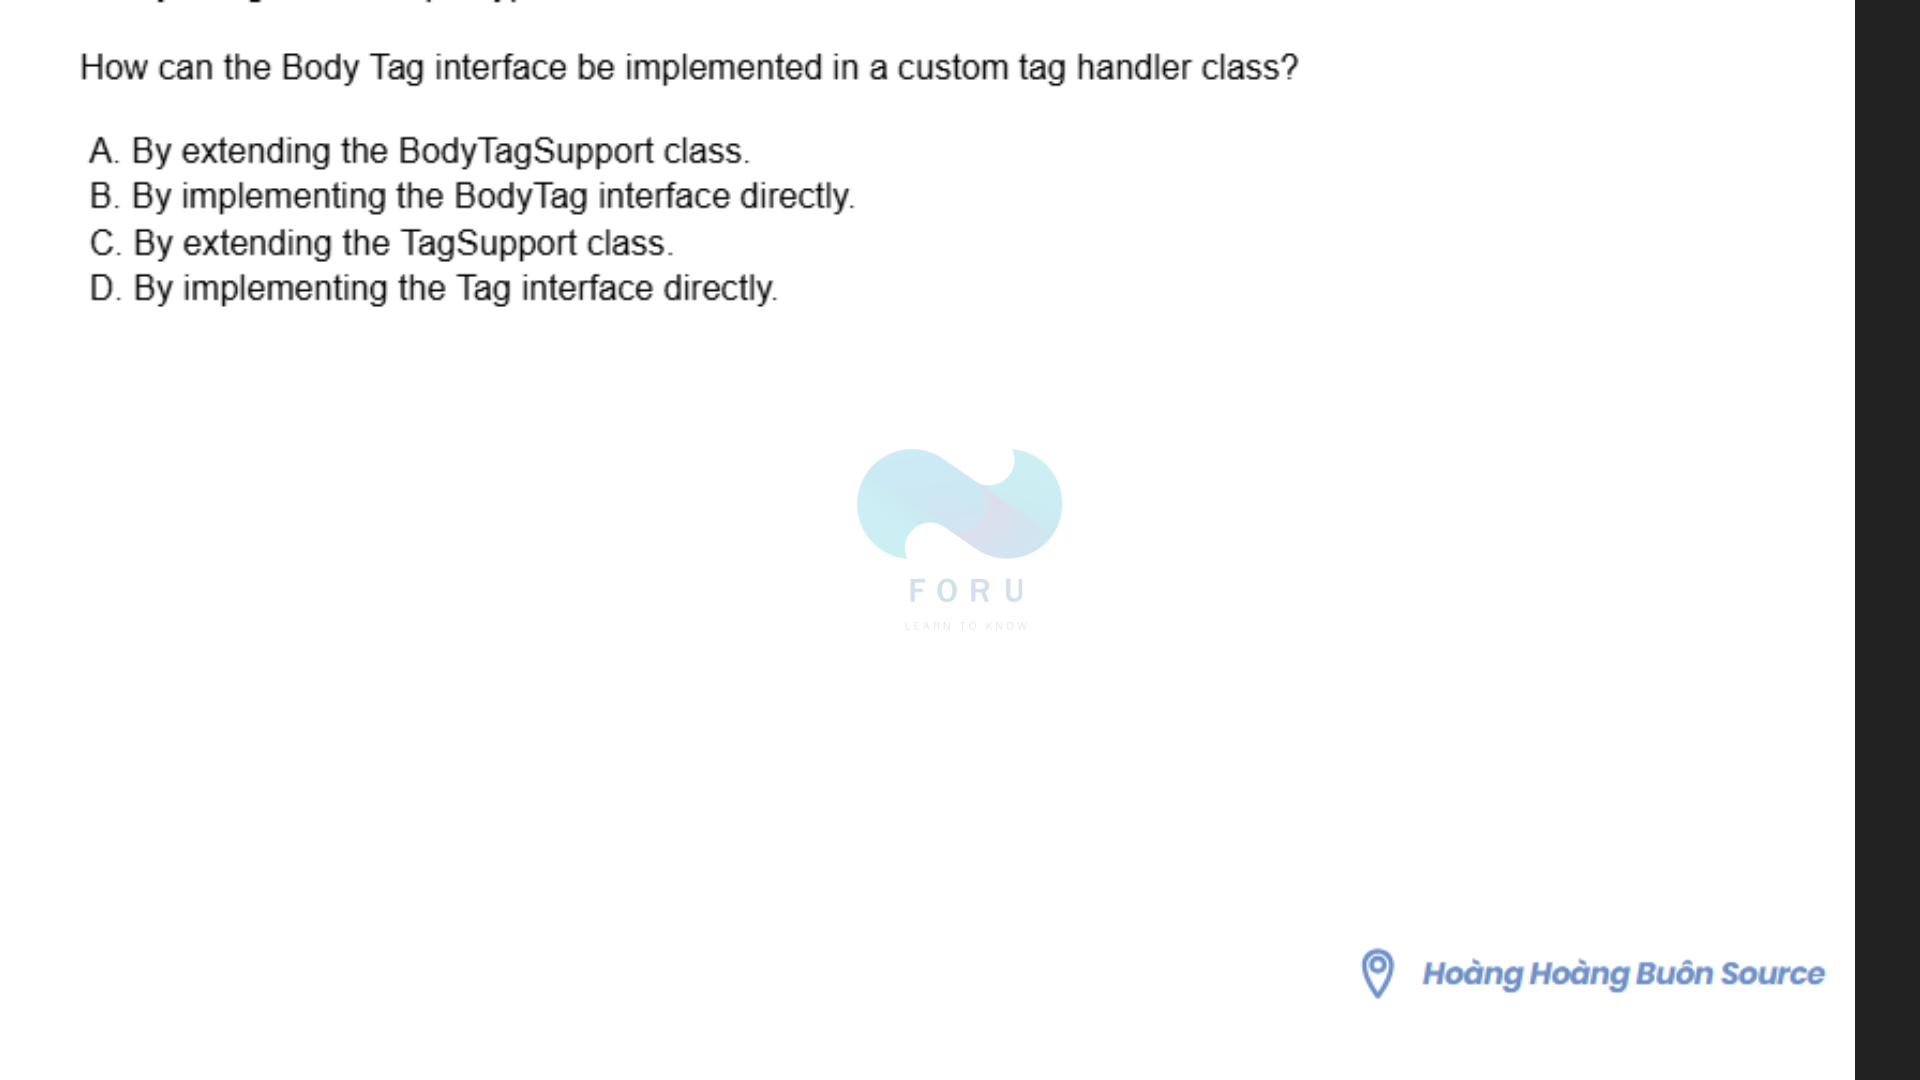 How can the Body Tag interface be implemented in a custom tag handler class?
A. By extending the BodyTagSupport class.
B. By implementing the BodyTag interface directly.
C. By extending the TagSupport class.
D. By implementing the Tag interface directly.
FORU
LEARN TO KNOW
Hoàng Hoàng Buôn Source